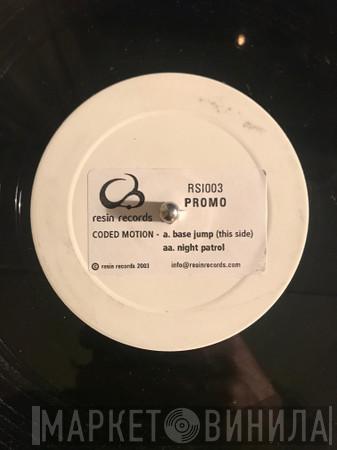 RSI003
PROMO
resin records
CODED MOTION - a. base jump (this side)
aa. night patrol
© resin records 2003 info@resinrecords.com
МАРКЕТ ВИНИЛА